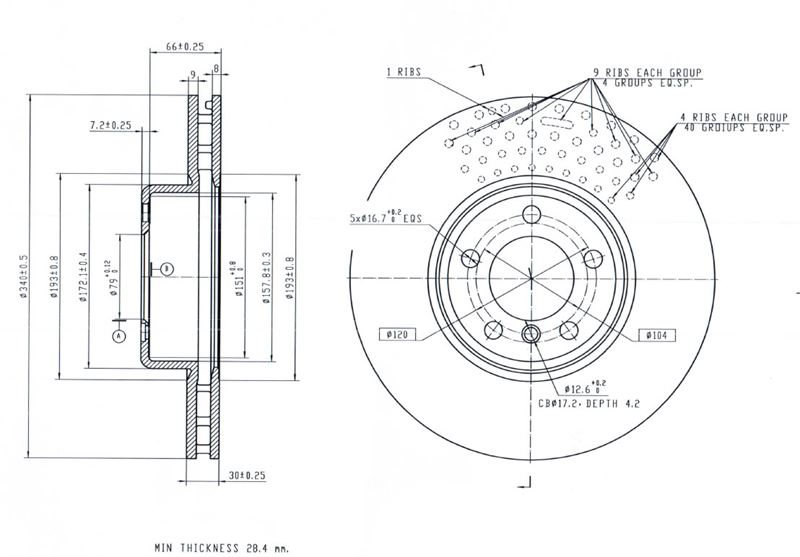 66±0.25
9
8
7.2±0.25
1 RIBS
9 RIBS EACH GROUP
4 GROUPS EQ.SP.
4 RIBS EACH GROUP
40 GROIUPS EQ.SP.
5xø16.7 +0.2 0 EQS
ø340±0.5
ø193±0.8
ø172.1±0.4
ø79 +0.12 0
B
A
ø151 +0.8 0
ø157.8±0.3
ø193±0.8
ø120
ø104
ø12.6 +0.2 0
CBø17.2, DEPTH 4.2
30±0.25
MIN THICKNESS 28.4 mm.